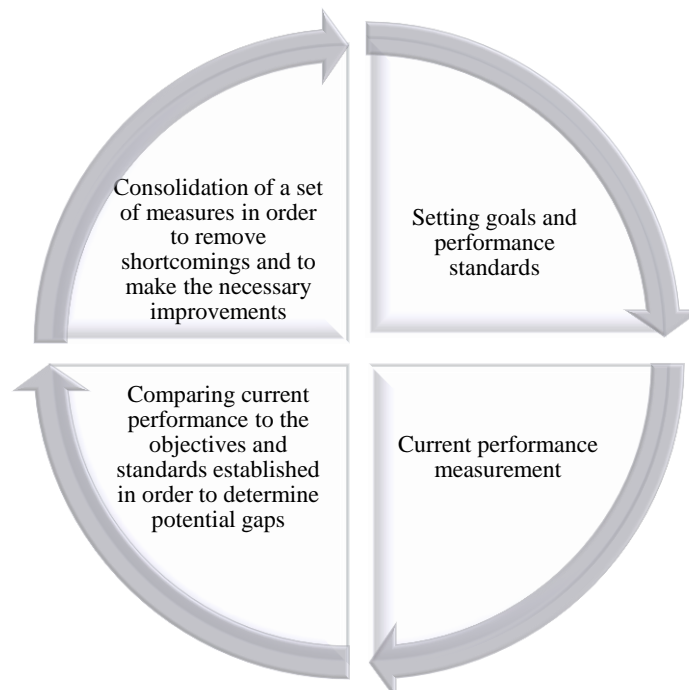 Consolidation of a set
of measures in order
to remove
shortcomings and to
make the necessary
improvements
Setting goals and
performance
standards
Comparing current
performance to the
objectives and
standards established
in order to determine
potential gaps
Current performance
measurement